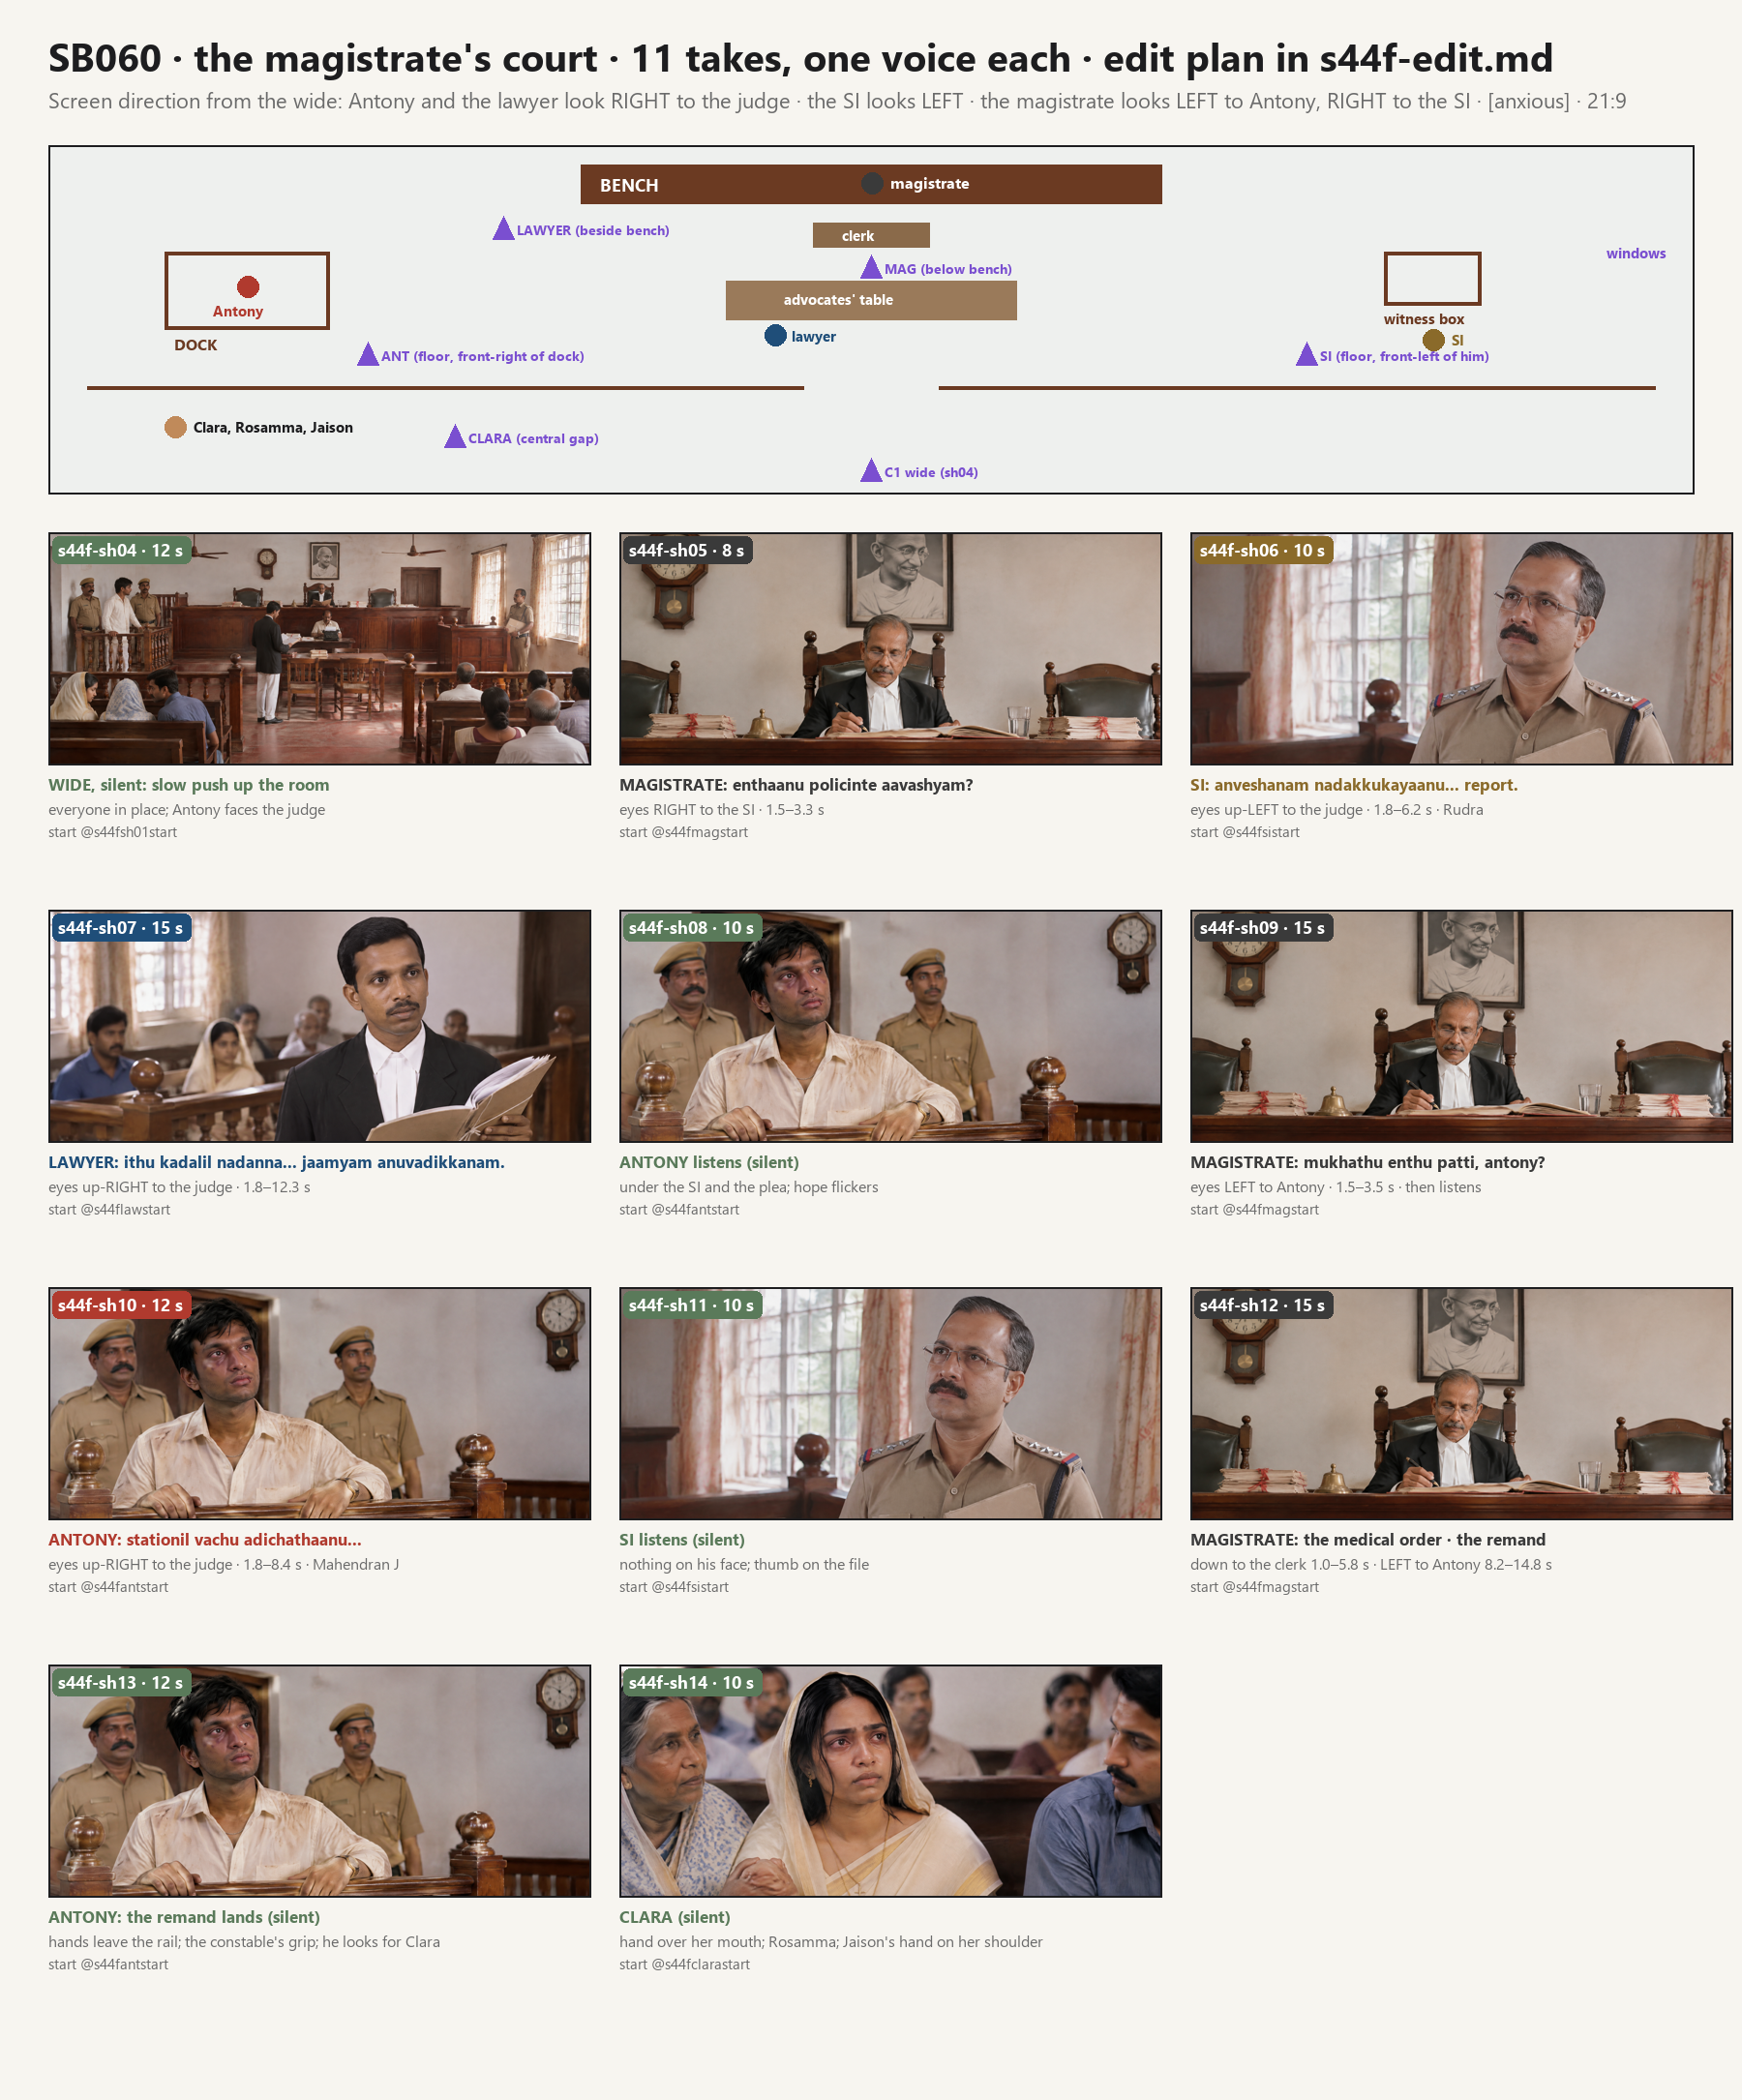 SB060 · the magistrate's court · 11 takes, one voice each · edit plan in s44f-edit.md
Screen direction from the wide: Antony and the lawyer look RIGHT to the judge · the SI looks LEFT · the magistrate looks LEFT to Antony, RIGHT to the SI · [anxious] · 21:9
BENCH
magistrate
LAWYER (beside bench)
clerk
MAG (below bench)
windows
Antony
DOCK
advocates' table
lawyer
witness box
SI
ANT (floor, front-right of dock)
SI (floor, front-left of him)
Clara, Rosamma, Jaison
CLARA (central gap)
C1 wide (sh04)
s44f-sh04 · 12 s
WIDE, silent: slow push up the room
everyone in place; Antony faces the judge
start @s44fsh01start
s44f-sh05 · 8 s
MAGISTRATE: enthaanu policinte aavashyam?
eyes RIGHT to the SI · 1.5–3.3 s
start @s44fmagstart
s44f-sh06 · 10 s
SI: anveshanam nadakkukayaanu... report.
eyes up-LEFT to the judge · 1.8–6.2 s · Rudra
start @s44fsistart
s44f-sh07 · 15 s
LAWYER: ithu kadalil nadanna... jaamyam anuvadikkanam.
eyes up-RIGHT to the judge · 1.8–12.3 s
start @s44flawstart
s44f-sh08 · 10 s
ANTONY listens (silent)
under the SI and the plea; hope flickers
start @s44fantstart
s44f-sh09 · 15 s
MAGISTRATE: mukhathu enthu patti, antony?
eyes LEFT to Antony · 1.5–3.5 s · then listens
start @s44fmagstart
s44f-sh10 · 12 s
ANTONY: stationil vachu adichathaanu...
eyes up-RIGHT to the judge · 1.8–8.4 s · Mahendran J
start @s44fantstart
s44f-sh11 · 10 s
SI listens (silent)
nothing on his face; thumb on the file
start @s44fsistart
s44f-sh12 · 15 s
MAGISTRATE: the medical order · the remand
down to the clerk 1.0–5.8 s · LEFT to Antony 8.2–14.8 s
start @s44fmagstart
s44f-sh13 · 12 s
ANTONY: the remand lands (silent)
hands leave the rail; the constable's grip; he looks for Clara
start @s44fantstart
s44f-sh14 · 10 s
CLARA (silent)
hand over her mouth; Rosamma; Jaison's hand on her shoulder
start @s44fclarastart